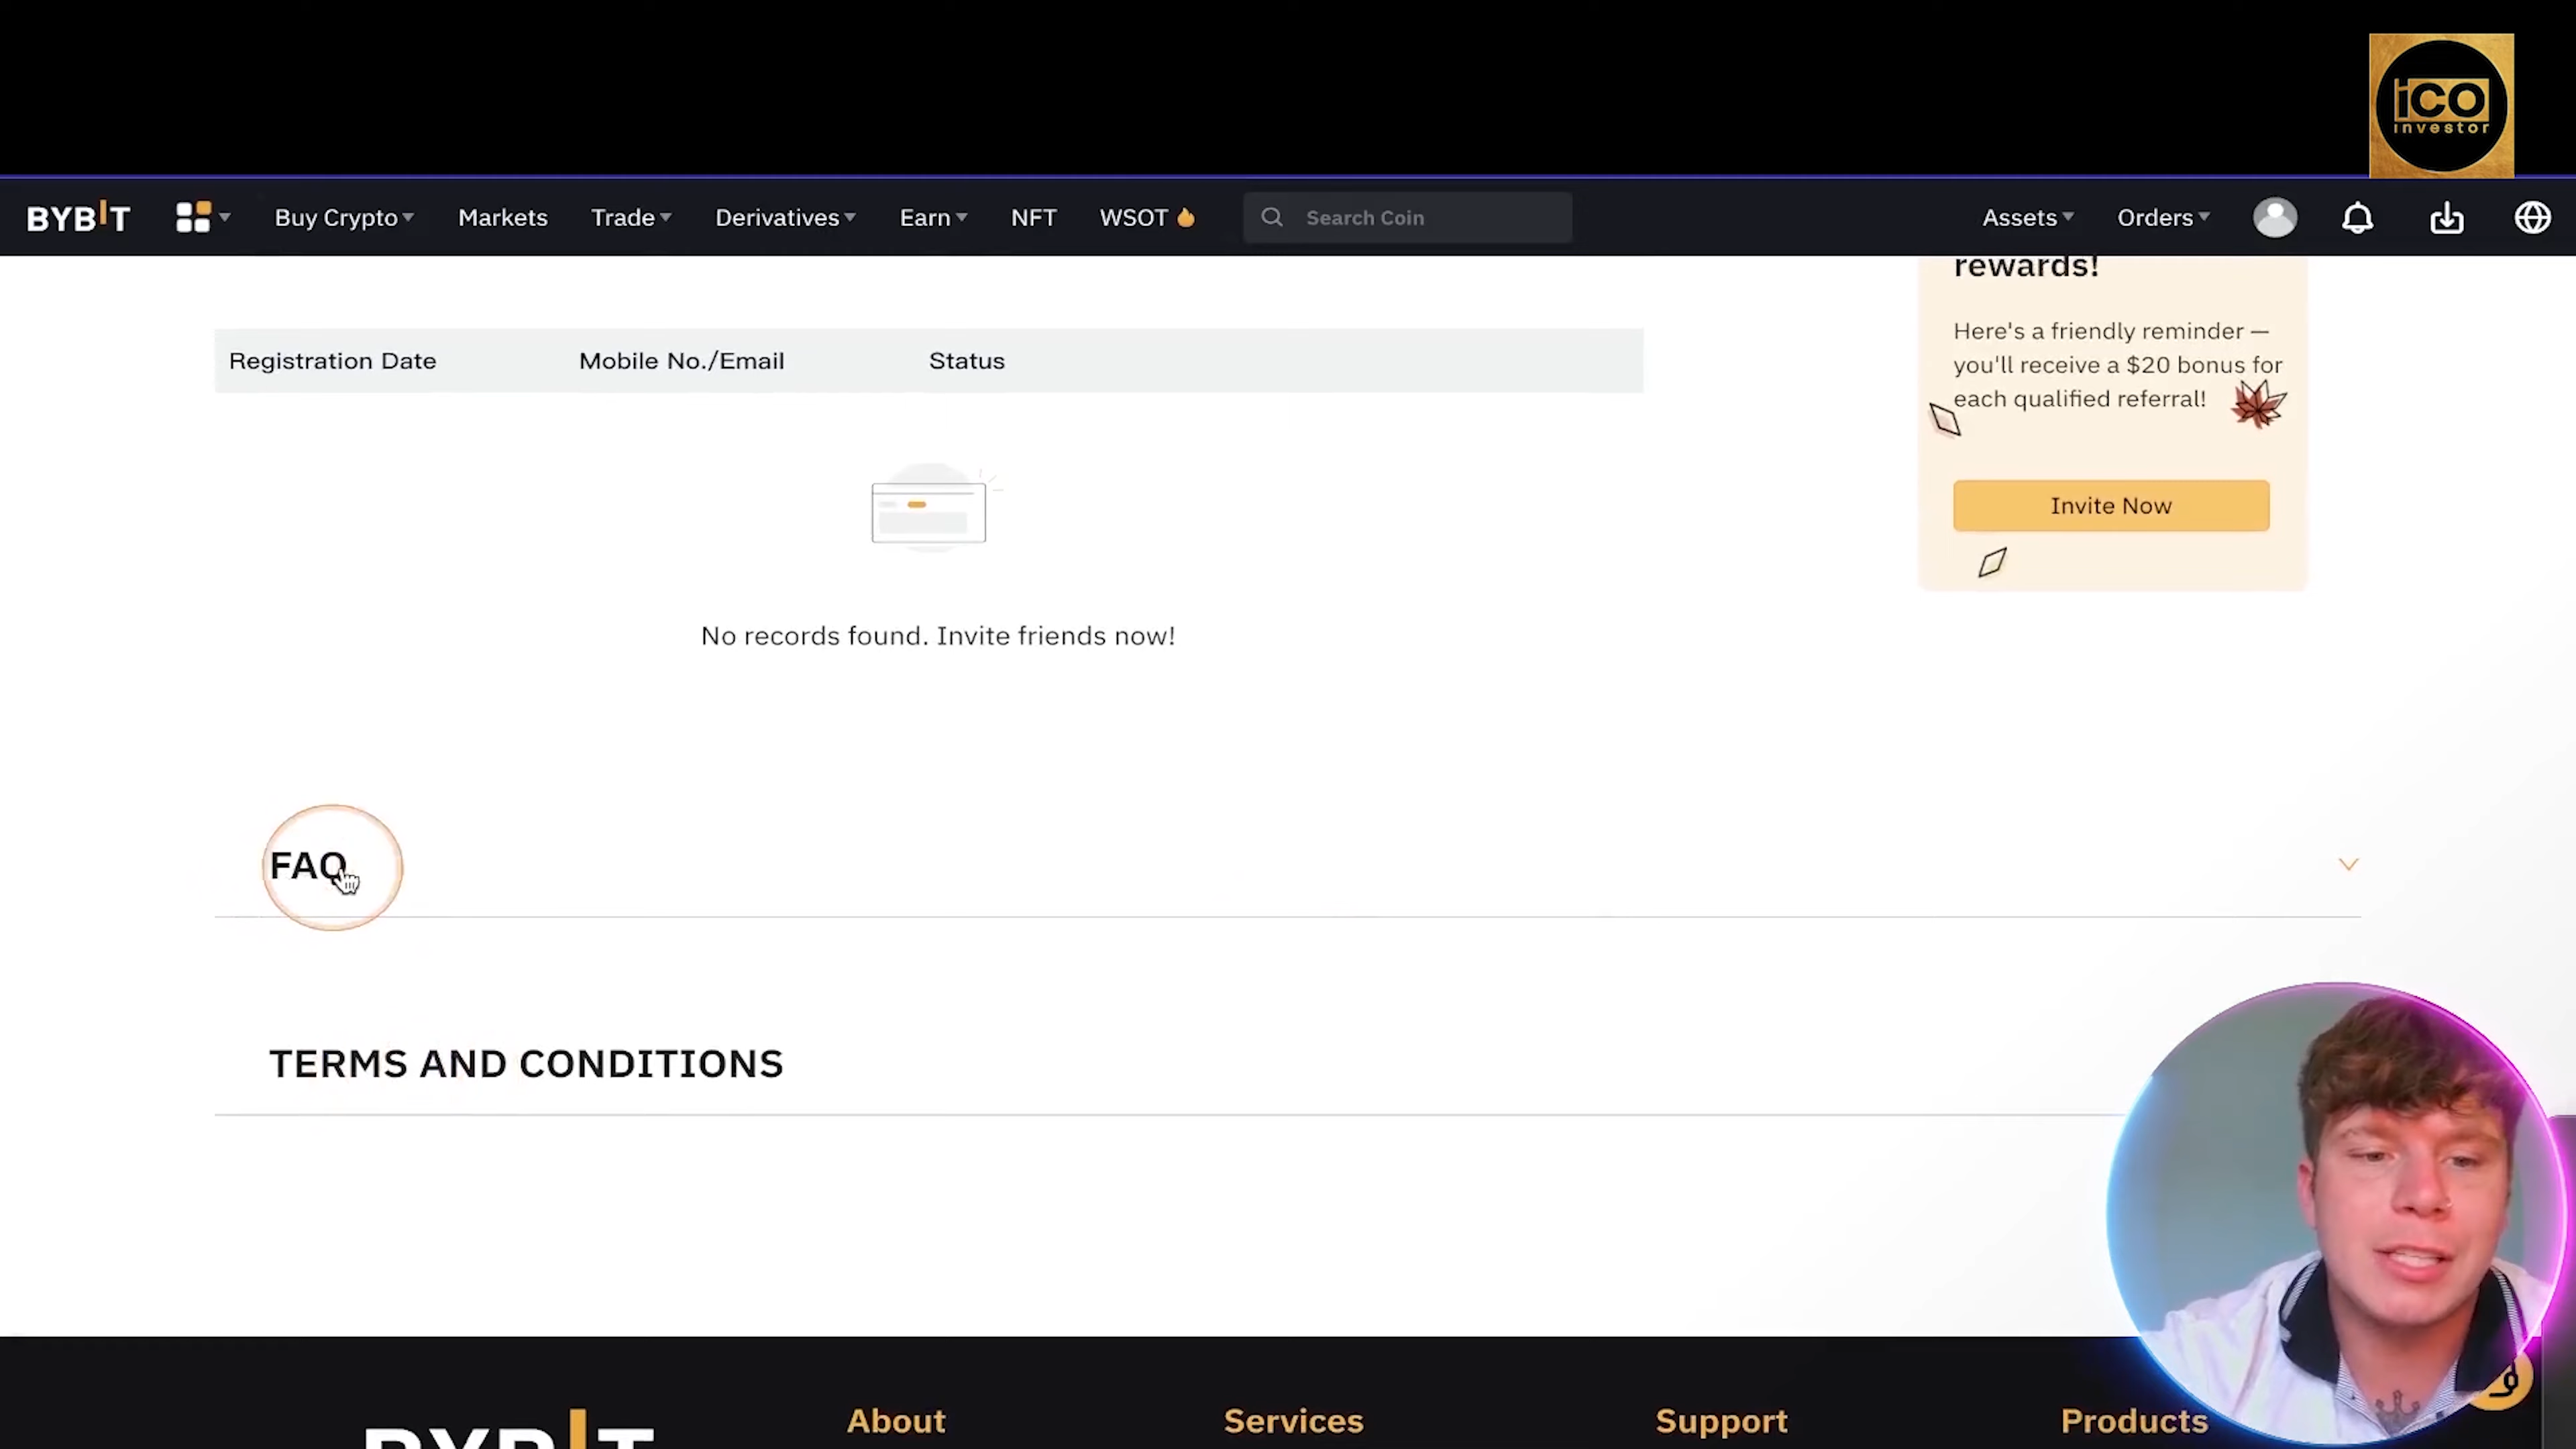 iCO
investor
BYBIT
Buy Crypto
Markets
Trade
Derivatives
Earn
NFT
WSOT
Search Coin
Assets
Orders
rewards!
Here's a friendly reminder —
you'll receive a $20 bonus for
each qualified referral!
Invite Now
Registration Date
Mobile No./Email
Status
No records found. Invite friends now!
FAQ
TERMS AND CONDITIONS
BYBIT
About
Services
Support
Products